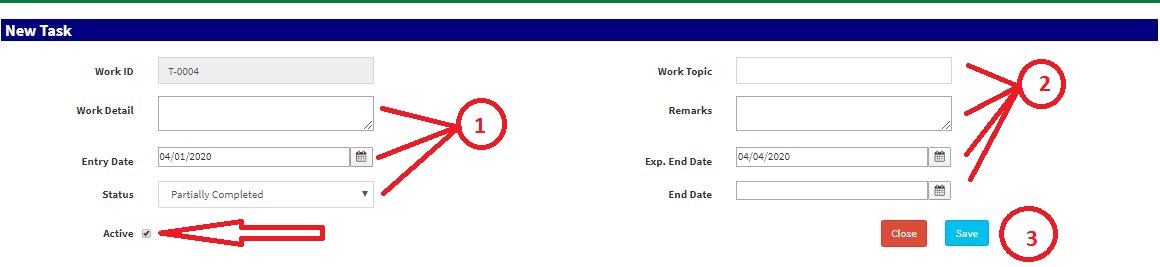 New Task
Work ID T-0004 Work Topic
Work Detail Remarks
1 2
Entry Date 04/01/2020 Exp. End Date 04/04/2020
Status Partially Completed End Date
Active Close Save 3